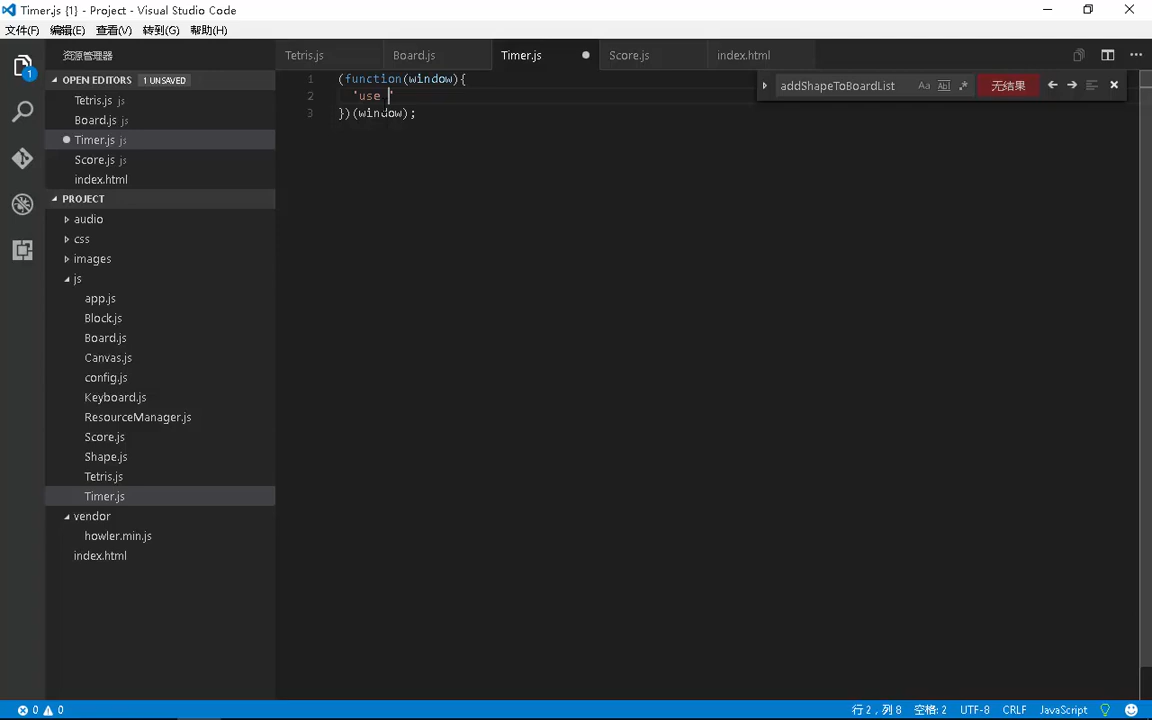 Timer.js {1} - Project - Visual Studio Code
文件(F) 编辑(E) 查看(V) 转到(G) 帮助(H)
资源管理器
Tetris.js Board.js Timer.js Score.js index.html
1
OPEN EDITORS 1 UNSAVED
Tetris.js js
Board.js js
Timer.js js
Score.js js
index.html
PROJECT
audio
css
images
js
app.js
Block.js
Board.js
Canvas.js
config.js
Keyboard.js
ResourceManager.js
Score.js
Shape.js
Tetris.js
Timer.js
vendor
howler.min.js
index.html
1 (function(window){
2 'use '
3 })(window);
addShapeToBoardList Aa Abl .* 无结果
0 0 行 2，列 8 空格: 2 UTF-8 CRLF JavaScript